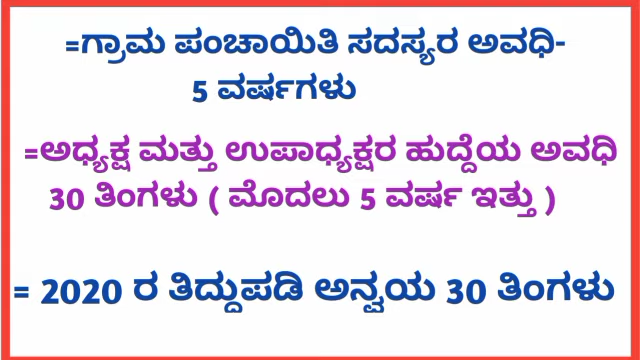 =ಗ್ರಾಮ ಪಂಚಾಯಿತಿ ಸದಸ್ಯರ ಅವಧಿ-
5 ವರ್ಷಗಳು
=ಅಧ್ಯಕ್ಷ ಮತ್ತು ಉಪಾಧ್ಯಕ್ಷರ ಹುದ್ದೆಯ ಅವಧಿ
30 ತಿಂಗಳು ( ಮೊದಲು 5 ವರ್ಷ ಇತ್ತು )
= 2020 ರ ತಿದ್ದುಪಡಿ ಅನ್ವಯ 30 ತಿಂಗಳು